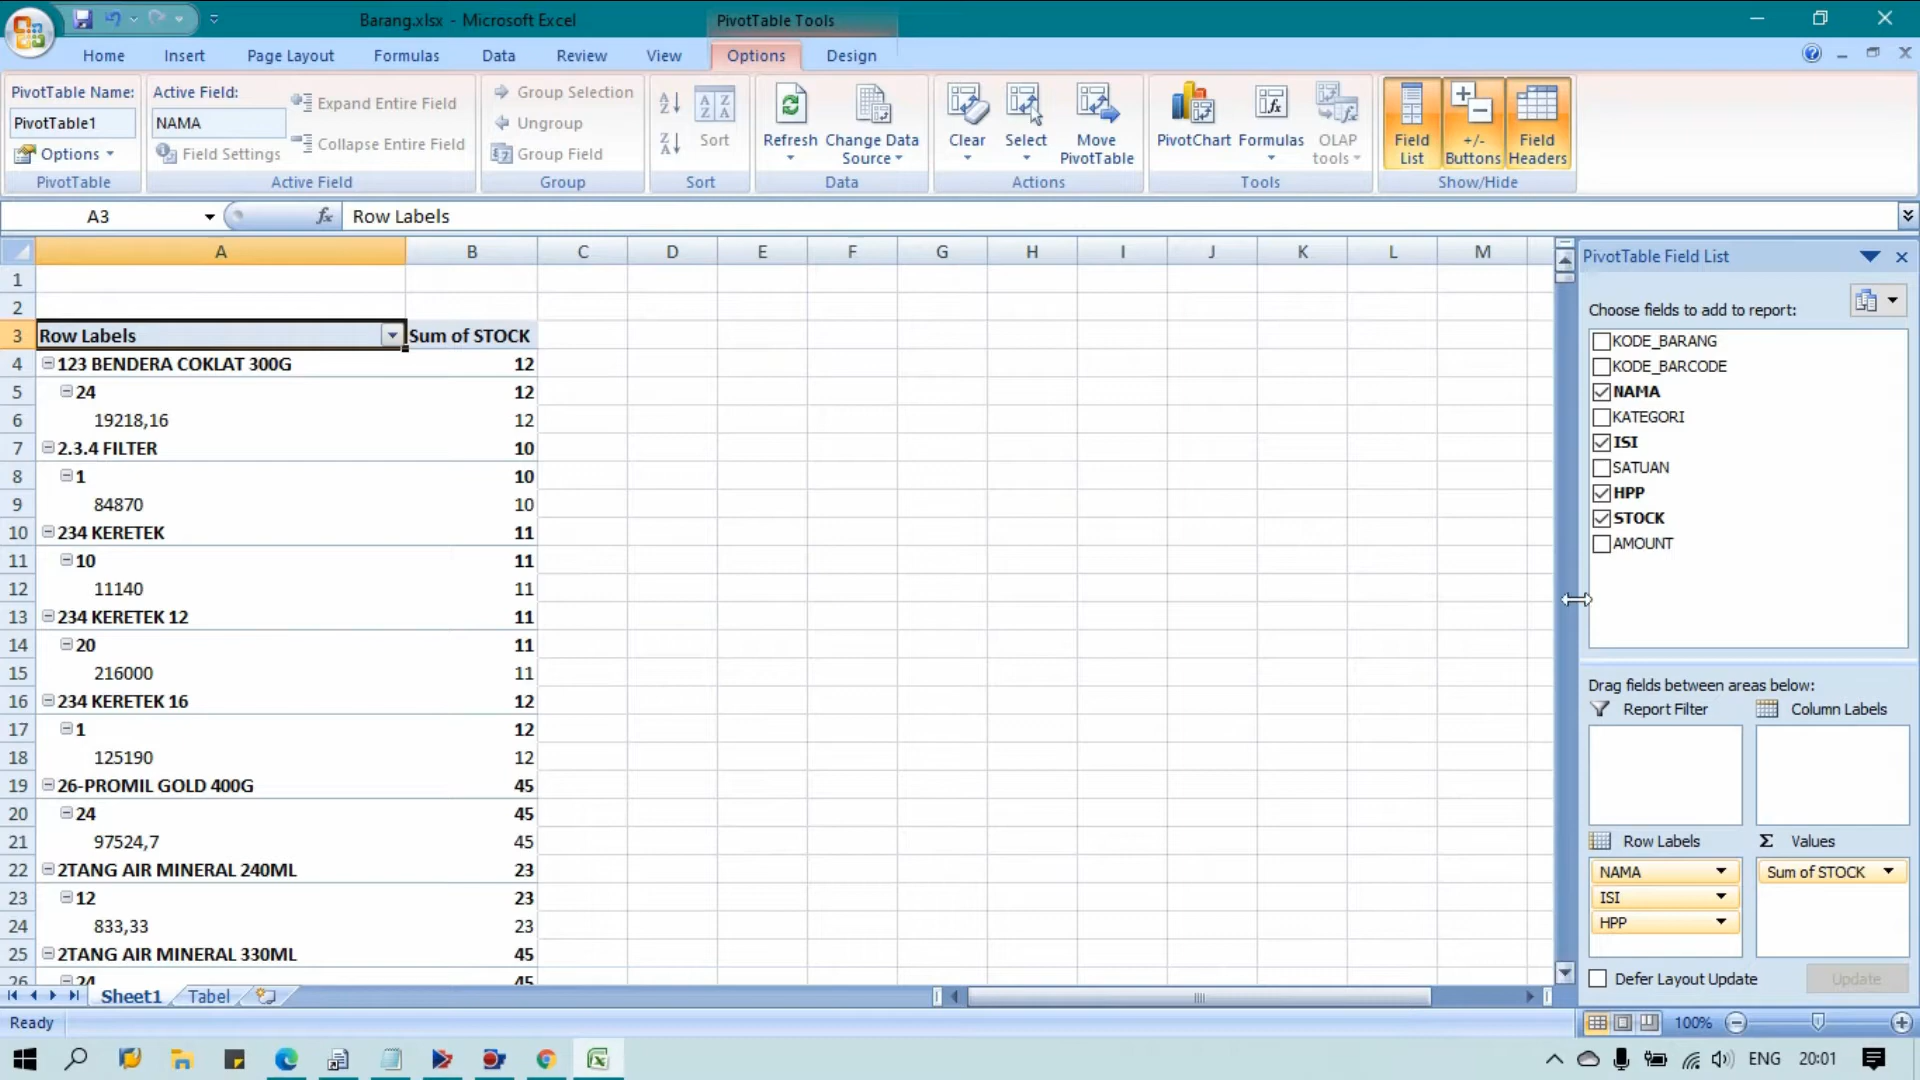 Barang.xlsx - Microsoft Excel
PivotTable Tools
Home Insert Page Layout Formulas Data Review View Options Design
PivotTable Name:
PivotTable1
Options
PivotTable
Active Field:
NAMA
Field Settings
Expand Entire Field
Collapse Entire Field
Active Field
Group Selection
Ungroup
Group Field
Group
Sort
Sort
Refresh
Change Data Source
Data
Clear
Select
Move PivotTable
Actions
PivotChart
Formulas
OLAP tools
Tools
Field List
+/- Buttons
Field Headers
Show/Hide
A3 fx Row Labels
A B C D E F G H I J K L M
1
2
3 Row Labels Sum of STOCK
4 123 BENDERA COKLAT 300G 12
5 24 12
6 19218,16 12
7 2.3.4 FILTER 10
8 1 10
9 84870 10
10 234 KERETEK 11
11 10 11
12 11140 11
13 234 KERETEK 12 11
14 20 11
15 216000 11
16 234 KERETEK 16 12
17 1 12
18 125190 12
19 26-PROMIL GOLD 400G 45
20 24 45
21 97524,7 45
22 2TANG AIR MINERAL 240ML 23
23 12 23
24 833,33 23
25 2TANG AIR MINERAL 330ML 45
26 24 45
PivotTable Field List
Choose fields to add to report:
KODE_BARANG
KODE_BARCODE
NAMA
KATEGORI
ISI
SATUAN
HPP
STOCK
AMOUNT
Drag fields between areas below:
Report Filter Column Labels
Row Labels Σ Values
NAMA Sum of STOCK
ISI
HPP
Defer Layout Update Update
Sheet1 Tabel
Ready 100%
ENG 20:01